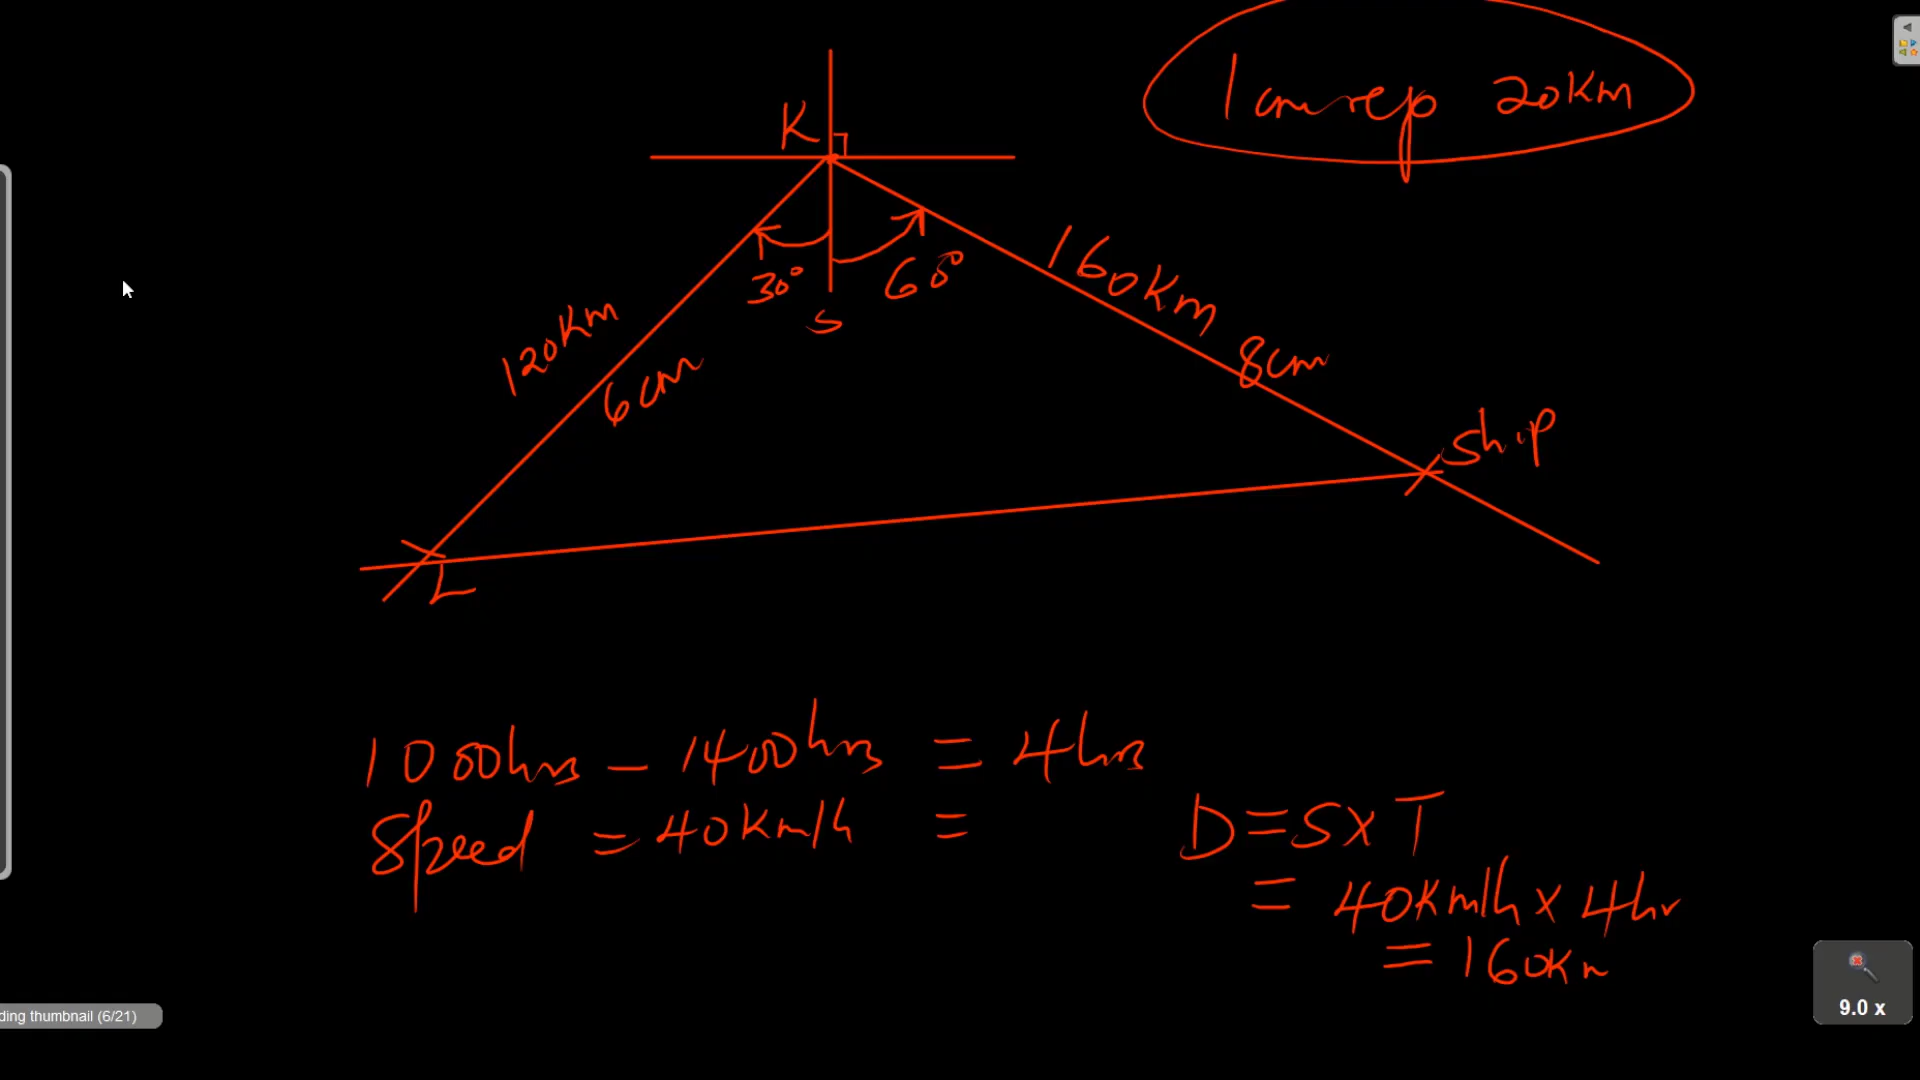 1cm rep 20Km
K
30°
60°
S
120Km
6cm
160Km
8cm
Ship
L
1000hrs - 1400hrs = 4hrs
Speed = 40Km/h =
D = S x T
= 40Km/h x 4hr
= 160Km
ding thumbnail (6/21)
9.0 x